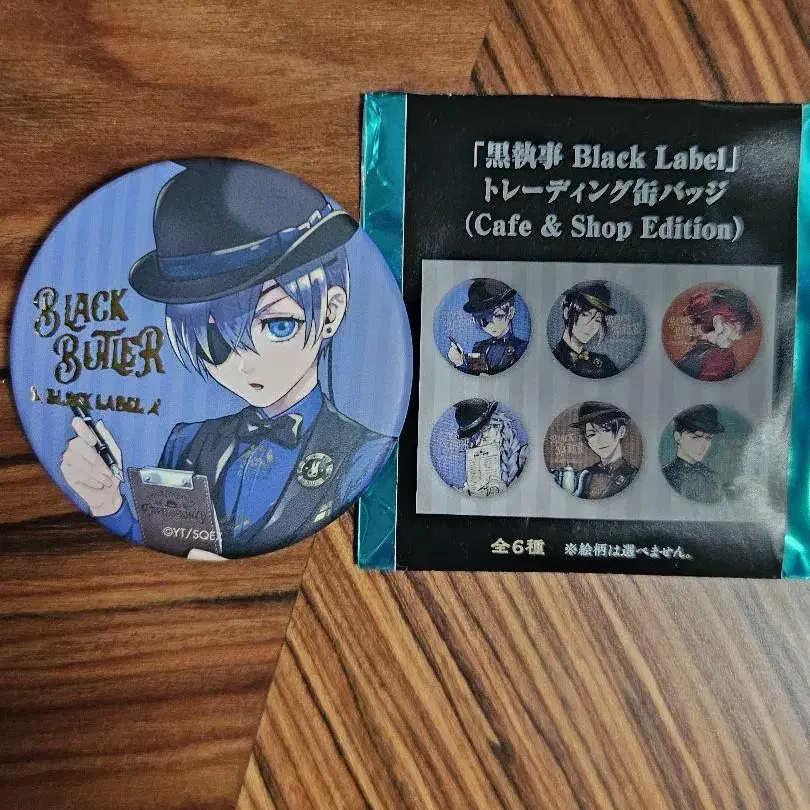 BLACK
BUTLER
BLACK LABEL
©YT/SQEX
「黒執事 Black Label」
トレーディング缶バッジ
(Cafe & Shop Edition)
全6種 ※絵柄は選べません。